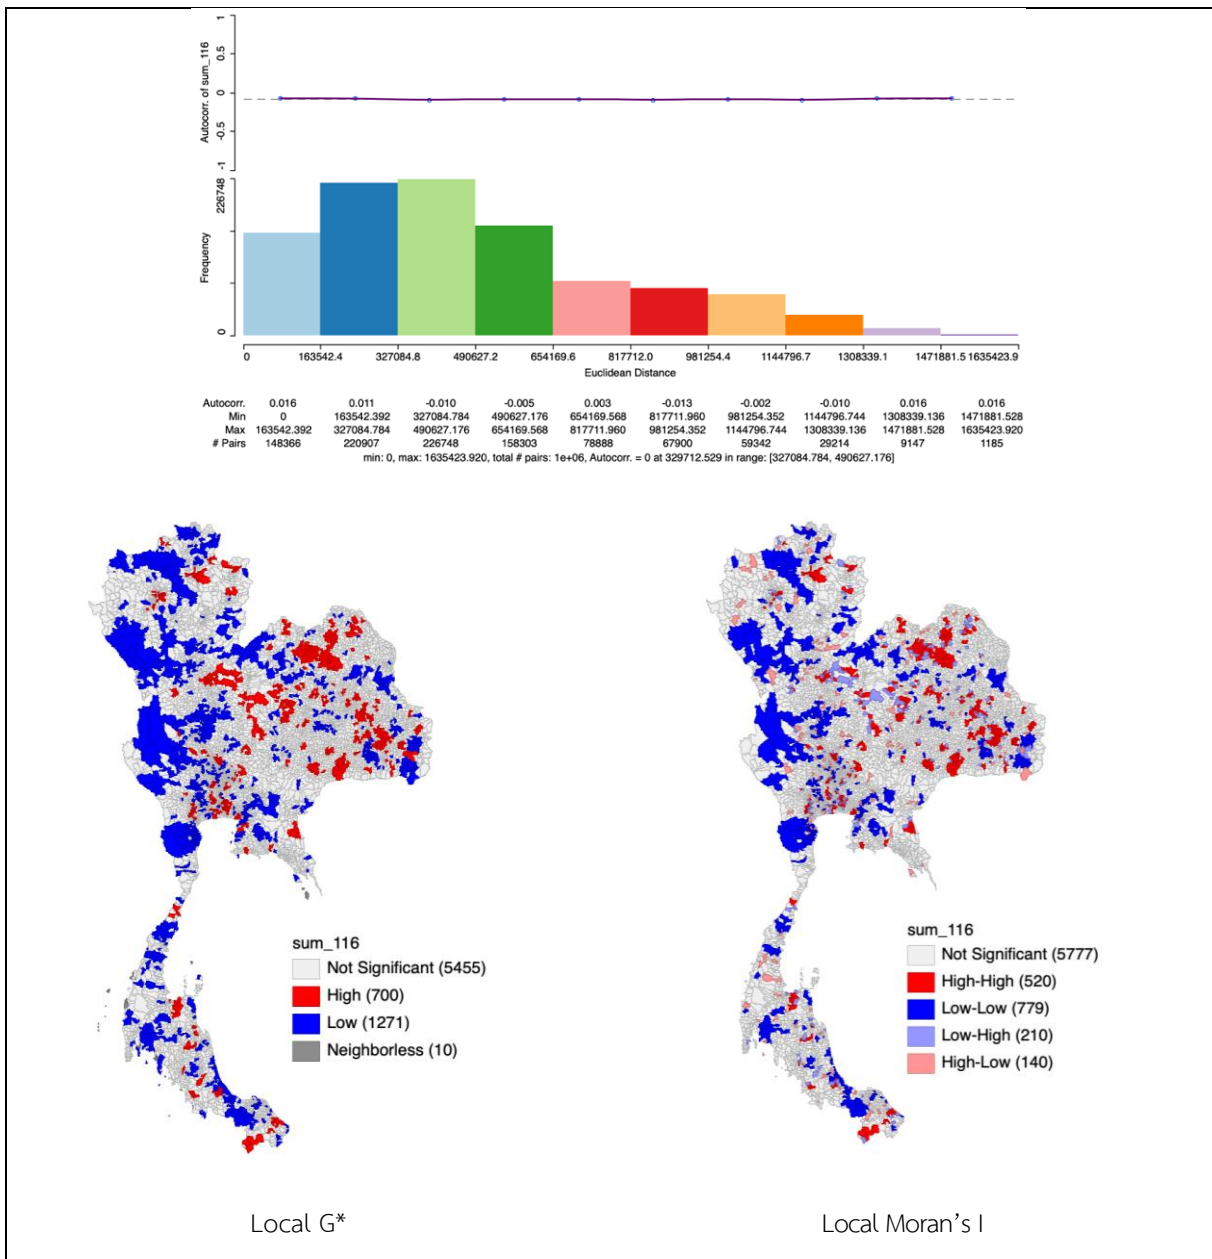 Autocorr. of sum_116
1
0.5
0
-0.5
-1
Frequency
226748
0
0 163542.4 327084.8 490627.2 654169.6 817712.0 981254.4 1144796.7 1308339.1 1471881.5 1635423.9
Euclidean Distance
Autocorr. 0.016 0.011 -0.010 -0.005 0.003 -0.013 -0.002 -0.010 0.016 0.016
Min 0 163542.392 327084.784 490627.176 654169.568 817711.960 981254.352 1144796.744 1308339.136 1471881.528
Max 163542.392 327084.784 490627.176 654169.568 817711.960 981254.352 1144796.744 1308339.136 1471881.528 1635423.920
# Pairs 148366 220907 226748 158303 78888 67900 59342 29214 9147 1185
min: 0, max: 1635423.920, total # pairs: 1e+06, Autocorr. = 0 at 329712.529 in range: [327084.784, 490627.176]
sum_116
Not Significant (5455)
High (700)
Low (1271)
Neighborless (10)
sum_116
Not Significant (5777)
High-High (520)
Low-Low (779)
Low-High (210)
High-Low (140)
Local G*
Local Moran's I